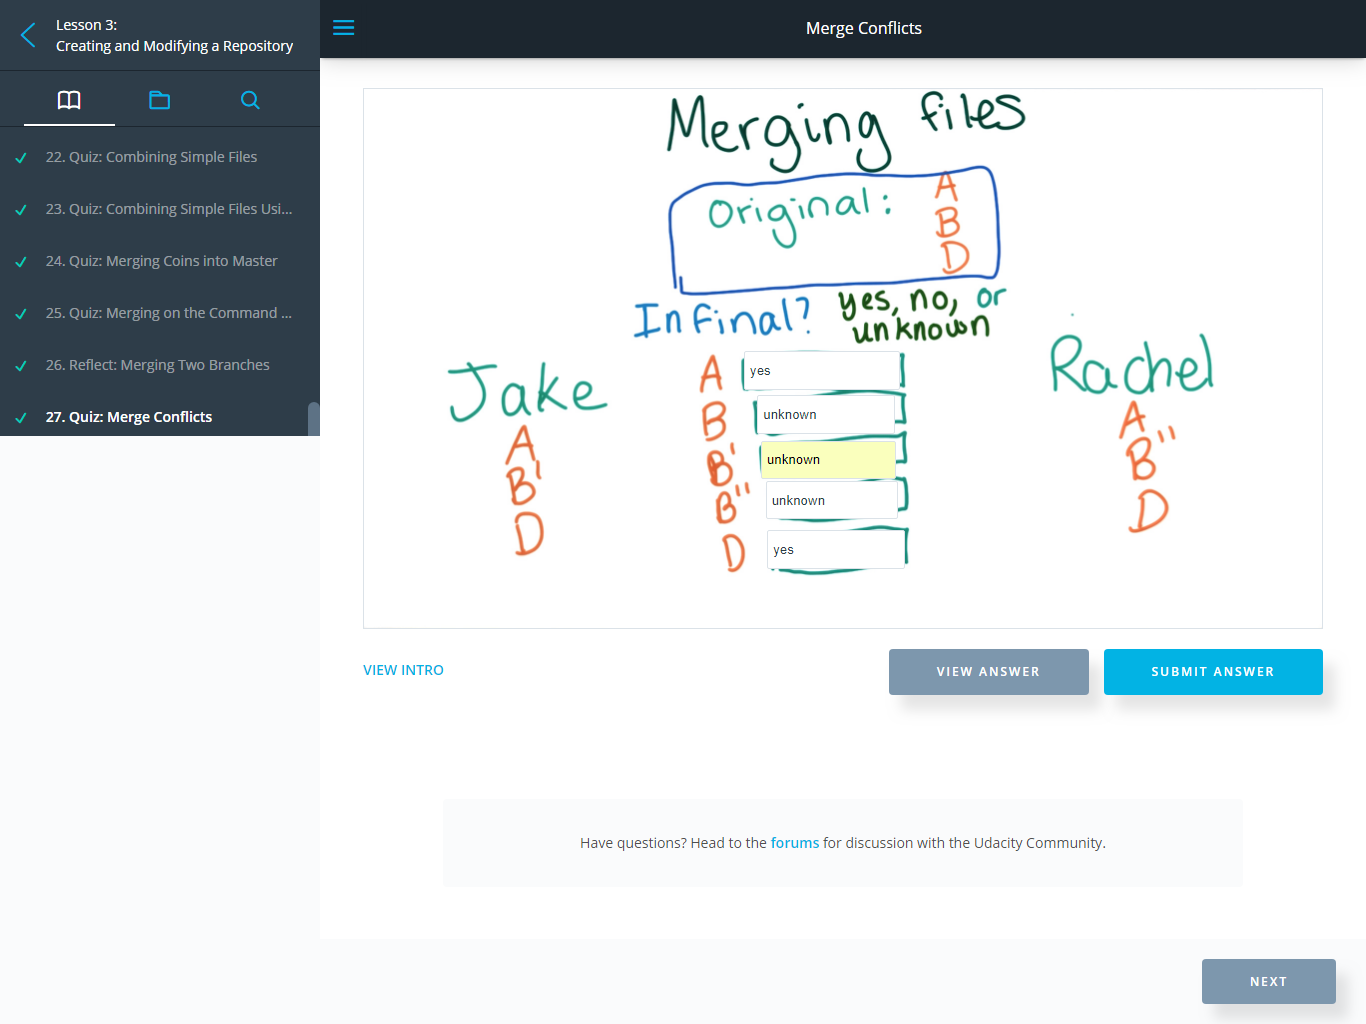 Lesson 3:
Creating and Modifying a Repository
22. Quiz: Combining Simple Files
23. Quiz: Combining Simple Files Usi...
24. Quiz: Merging Coins into Master
25. Quiz: Merging on the Command ...
26. Reflect: Merging Two Branches
27. Quiz: Merge Conflicts
Merge Conflicts
Merging files
Original: A
B
D
In Final? yes, no, or
unknown
Jake
A
B'
D
A yes
B unknown
B' unknown
B" unknown
D yes
Rachel
A
B"
D
VIEW INTRO
VIEW ANSWER
SUBMIT ANSWER
Have questions? Head to the forums for discussion with the Udacity Community.
NEXT